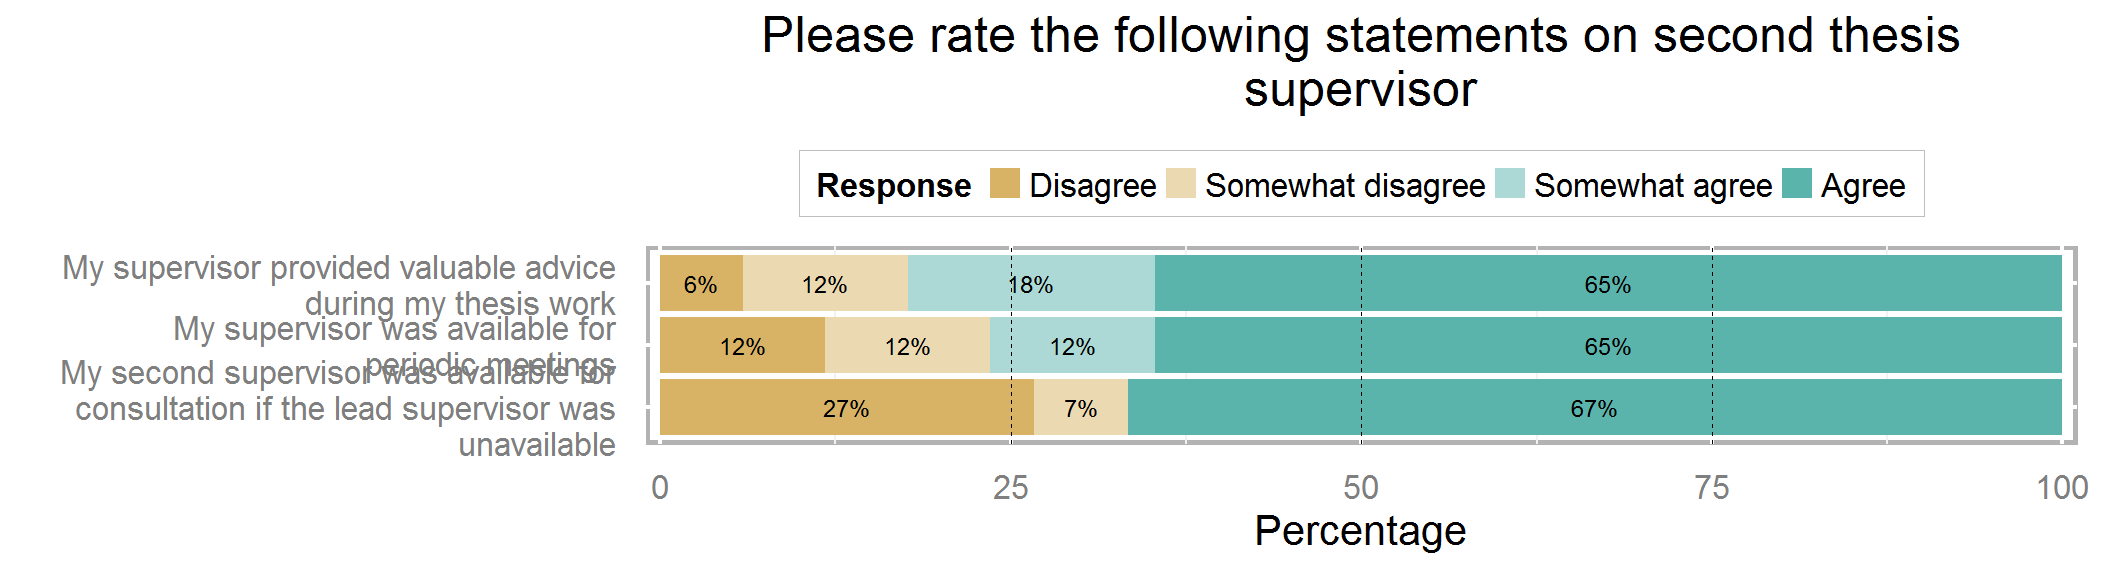 Please rate the following statements on second thesis
supervisor
Response Disagree Somewhat disagree Somewhat agree Agree
My supervisor provided valuable advice
during my thesis work
6% 12% 18% 65%
My supervisor was available for
periodic meetings
12% 12% 12% 65%
My second supervisor was available for
consultation if the lead supervisor was
unavailable
27% 7% 67%
0 25 50 75 100
Percentage